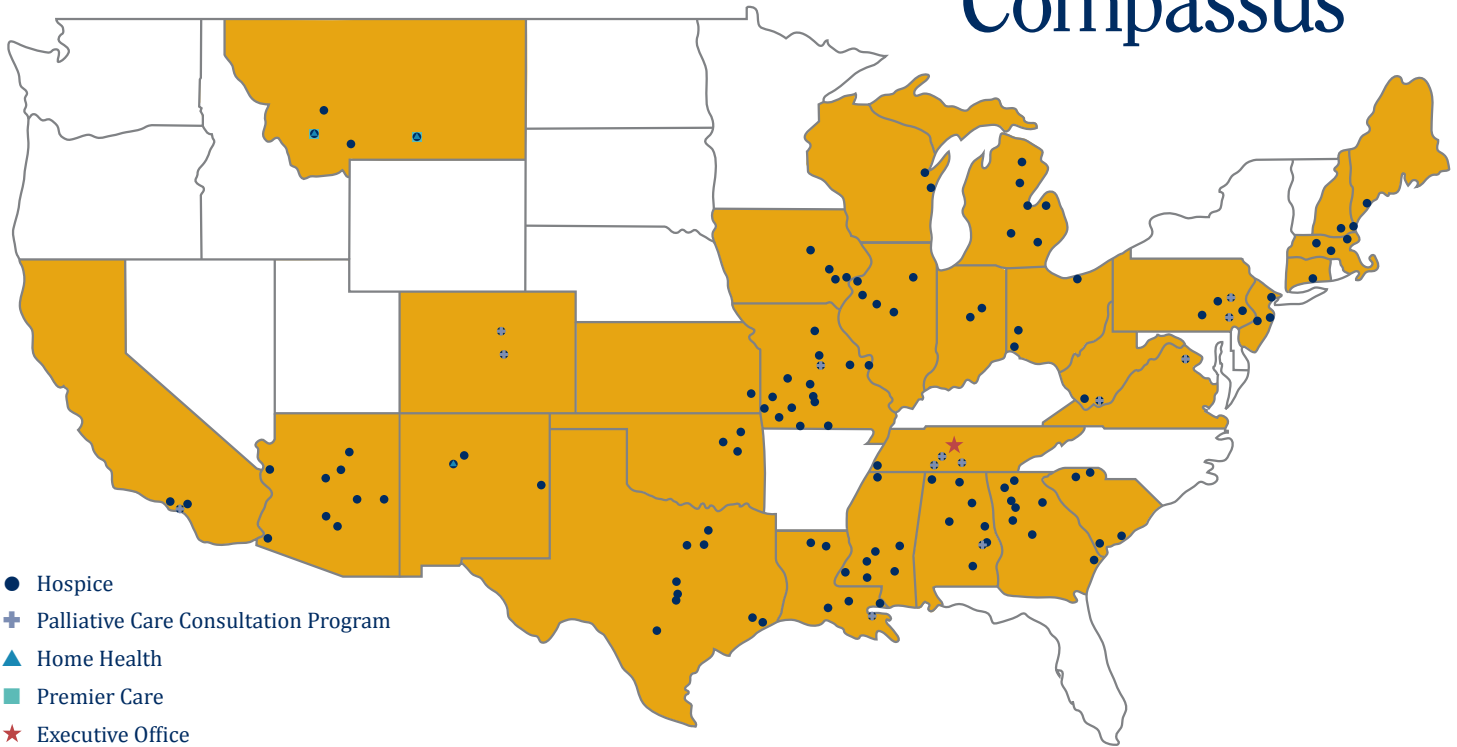 Compassus
Hospice
Palliative Care Consultation Program
Home Health
Premier Care
Executive Office